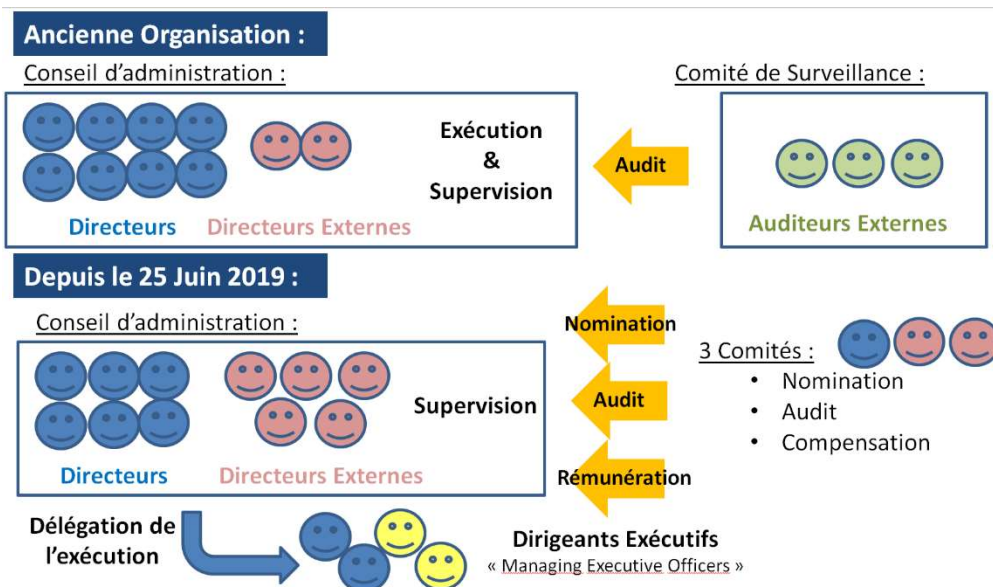 Ancienne Organisation :
Conseil d'administration :
Comité de Surveillance :
Exécution
&
Supervision
Audit
Directeurs
Directeurs Externes
Auditeurs Externes
Depuis le 25 Juin 2019 :
Conseil d'administration :
Nomination
3 Comités :
• Nomination
Supervision
Audit
• Audit
• Compensation
Directeurs
Directeurs Externes
Rémunération
Délégation de
l'exécution
Dirigeants Exécutifs
« Managing Executive Officers »